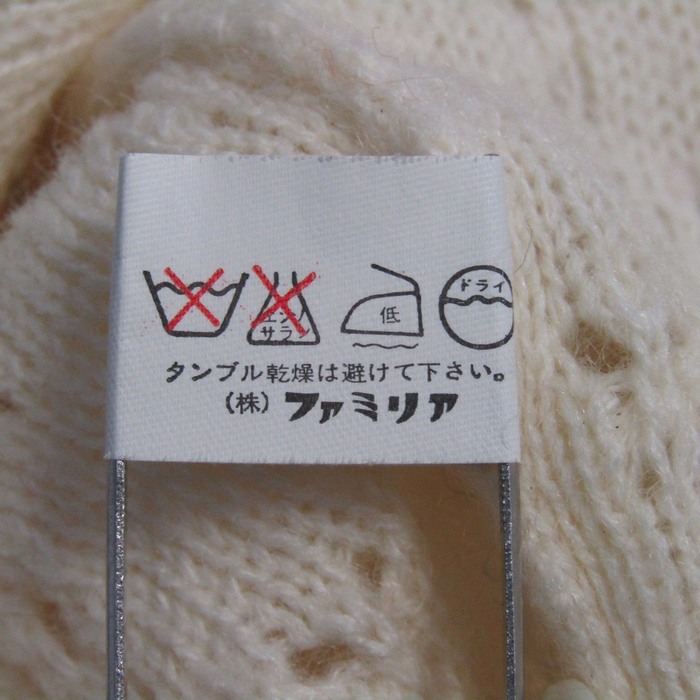 エンソ
サラシ
低
ドライ
タンブル乾燥は避けて下さい。
(株)ファミリア